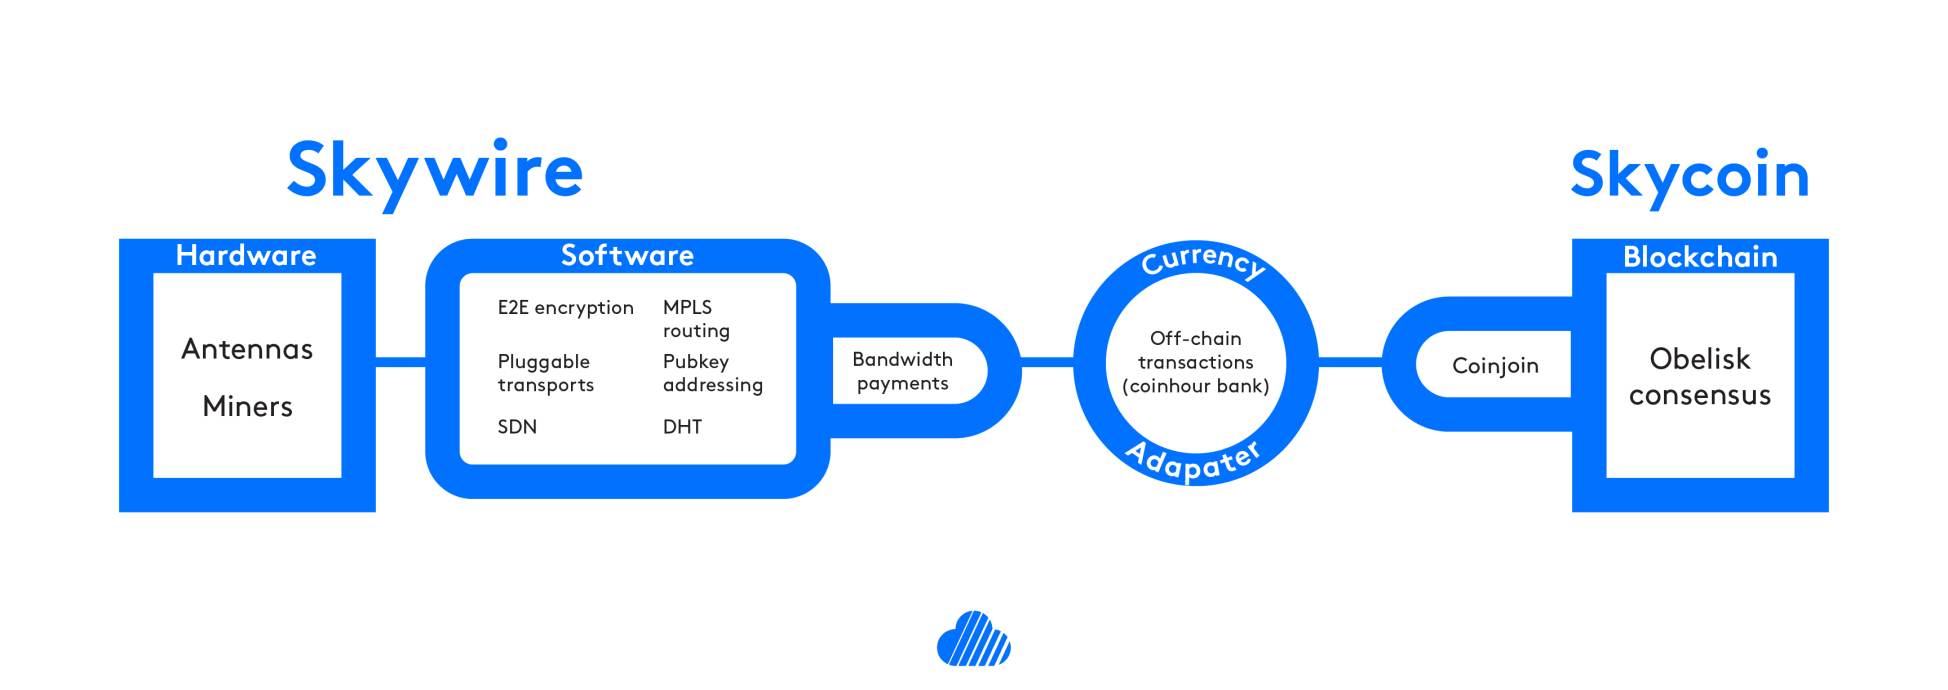 Skywire
Skycoin
Hardware
Antennas
Miners
Software
E2E encryption
MPLS
routing
Pluggable
transports
Pubkey
addressing
SDN
DHT
Bandwidth
payments
Currency
Off-chain
transactions
(coinhour bank)
Adapater
Coinjoin
Blockchain
Obelisk
consensus